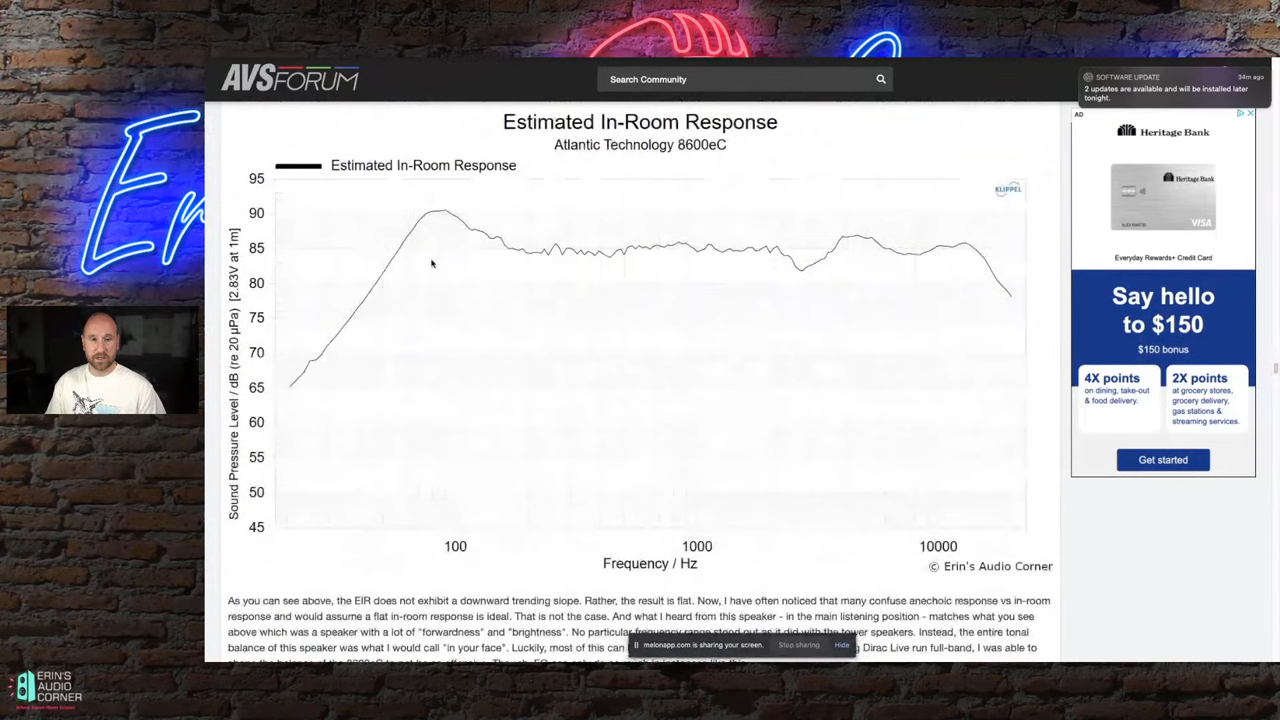 AVSFORUM
Search Community
SOFTWARE UPDATE
34m ago
2 updates are available and will be installed later
tonight.
Estimated In-Room Response
Atlantic Technology 8600eC
Estimated In-Room Response
KLIPPEL
95
90
85
80
75
70
65
60
55
50
45
Sound Pressure Level / dB (re 20 µPa) [2.83V at 1m]
100
1000
10000
Frequency / Hz
© Erin's Audio Corner
As you can see above, the EIR does not exhibit a downward trending slope. Rather, the result is flat. Now, I have often noticed that many confuse anechoic response vs in-room
response and would assume a flat in-room response is ideal. That is not the case. And what I heard from this speaker - in the main listening position - matches what you see
above which was a speaker with a lot of "forwardness" and "brightness". No particular frequency range stood out as it did with the tower speakers. Instead, the entire tonal
balance of this speaker was what I would call "in your face". Luckily, most of this can
Dirac Live run full-band, I was able to
melonapp.com is sharing your screen.
Stop sharing
Hide
AD
Heritage Bank
Heritage Bank
VISA
Everyday Rewards+ Credit Card
Say hello
to $150
$150 bonus
4X points
on dining, take-out
& food delivery.
2X points
at grocery stores,
grocery delivery,
gas stations &
streaming services.
Get started
ERIN'S
AUDIO
CORNER